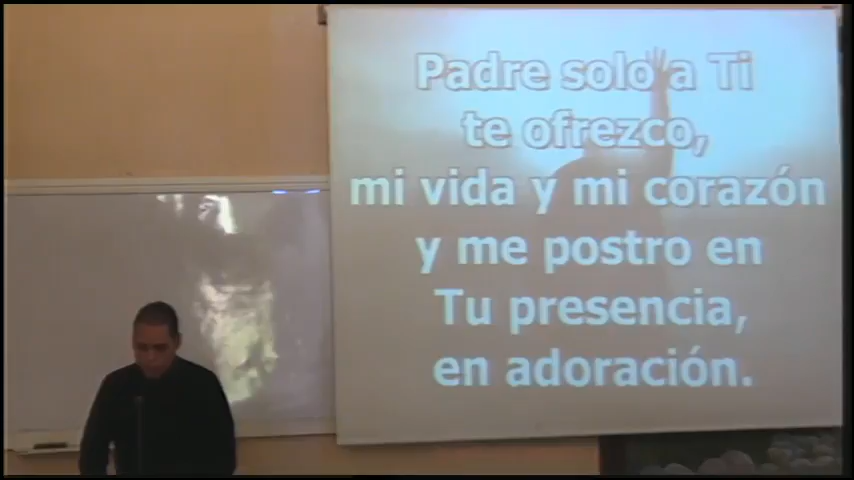 Padre solo a Ti
te ofrezco,
mi vida y mi corazón
y me postro en
Tu presencia,
en adoración.